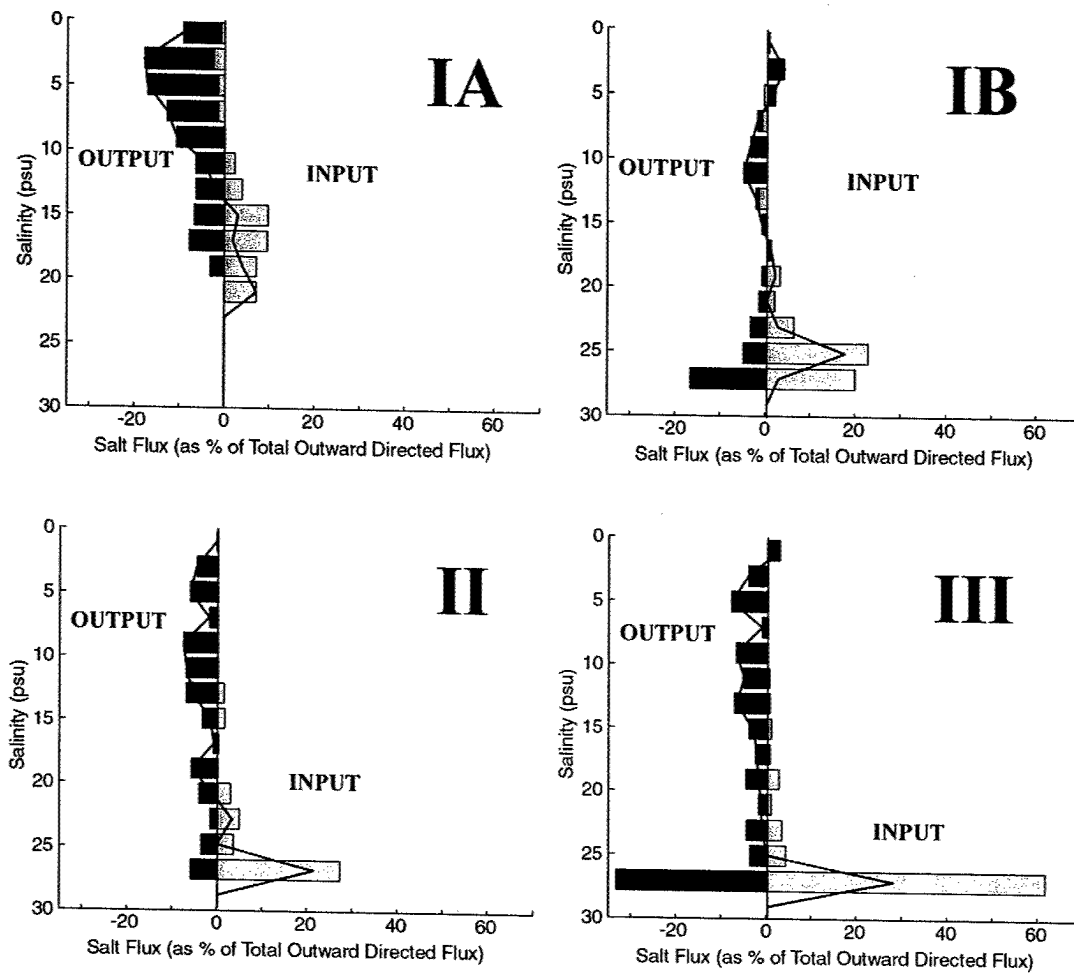 0
5
10
15
20
25
30
Salinity (psu)
OUTPUT
INPUT
IA
-20 0 20 40 60
Salt Flux (as % of Total Outward Directed Flux)
0
5
10
15
20
25
30
Salinity (psu)
OUTPUT
INPUT
IB
-20 0 20 40 60
Salt Flux (as % of Total Outward Directed Flux)
0
5
10
15
20
25
30
Salinity (psu)
OUTPUT
INPUT
II
-20 0 20 40 60
Salt Flux (as % of Total Outward Directed Flux)
0
5
10
15
20
25
30
Salinity (psu)
OUTPUT
INPUT
III
-20 0 20 40 60
Salt Flux (as % of Total Outward Directed Flux)